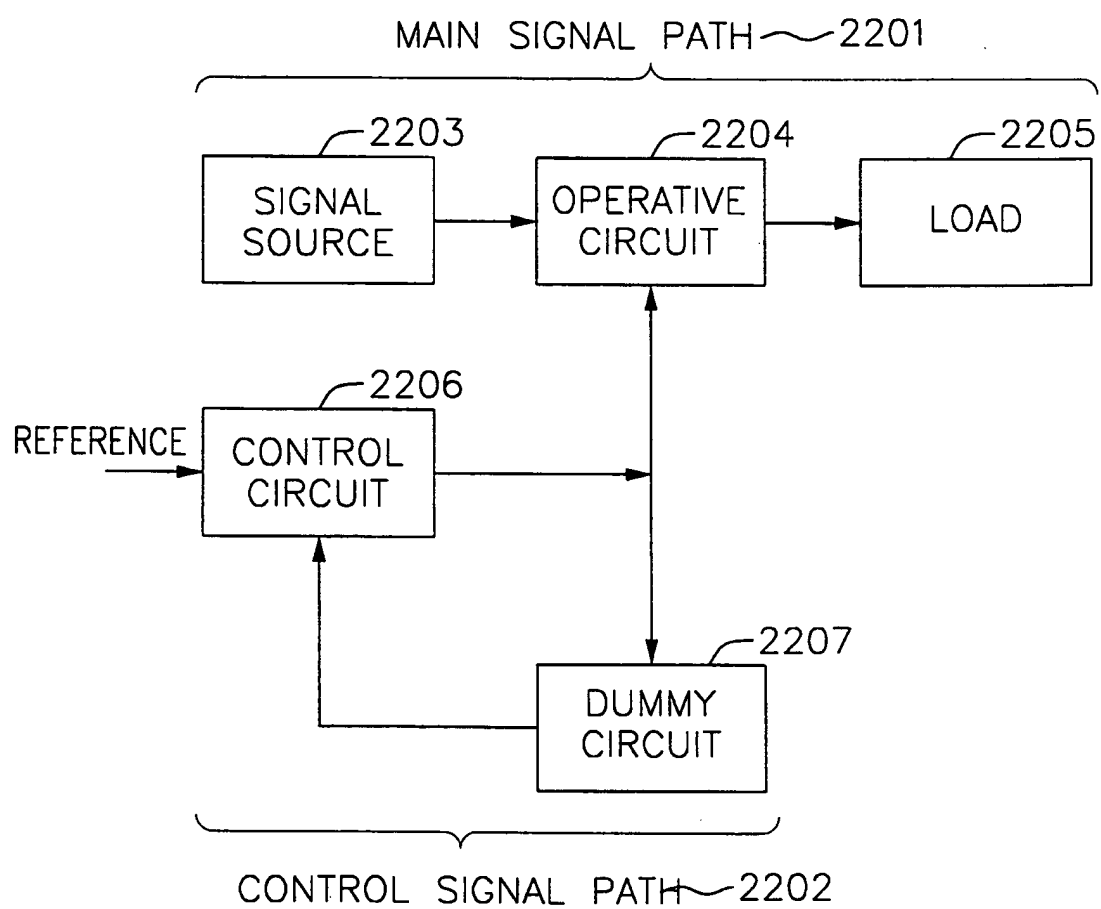 MAIN SIGNAL PATH 2201
2203
2204
2205
SIGNAL
SOURCE
OPERATIVE
CIRCUIT
LOAD
2206
REFERENCE
CONTROL
CIRCUIT
2207
DUMMY
CIRCUIT
CONTROL SIGNAL PATH 2202